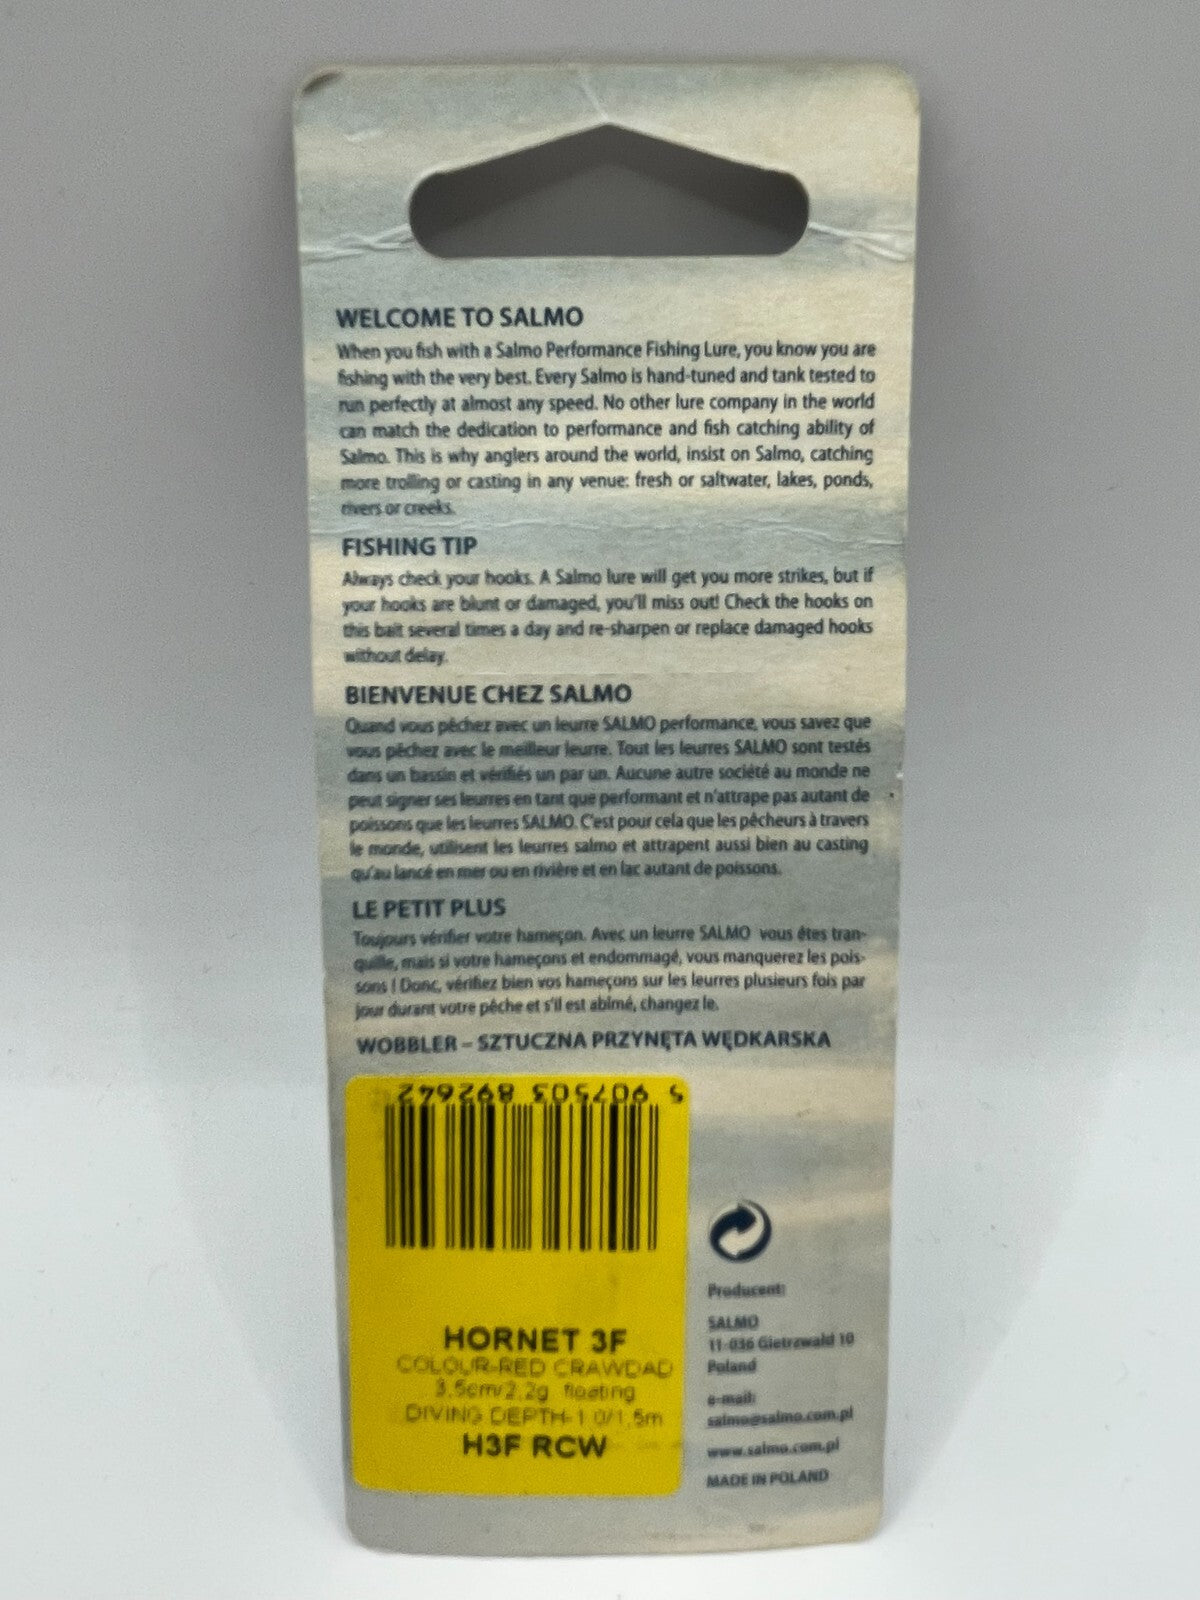 WELCOME TO SALMO
When you fish with a Salmo Performance Fishing Lure, you know you are
fishing with the very best. Every Salmo is hand-tuned and tank tested to
run perfectly at almost any speed. No other lure company in the world
can match the dedication to performance and fish catching ability of
Salmo. This is why anglers around the world, insist on Salmo, catching
more trolling or casting in any venue: fresh or saltwater, lakes, ponds,
rivers or creeks.
FISHING TIP
Always check your hooks. A Salmo lure will get you more strikes, but if
your hooks are blunt or damaged, you'll miss out! Check the hooks on
this bait several times a day and re-sharpen or replace damaged hooks
without delay.
BIENVENUE CHEZ SALMO
Quand vous pêchez avec un leurre SALMO performance, vous savez que
vous pêchez avec le meilleur leurre. Tout les leurres SALMO sont testés
dans un bassin et vérifiés un par un. Aucune autre société au monde ne
peut signer ses leurres en tant que performant et n'attrape pas autant de
poissons que les leurres SALMO. C'est pour cela que les pêcheurs à travers
le monde, utilisent les leurres salmo et attrapent aussi bien au casting
qu'au lancé en mer ou en rivière et en lac autant de poissons.
LE PETIT PLUS
Toujours vérifier votre hameçon. Avec un leurre SALMO vous êtes tran-
quille, mais si votre hameçons et endommagé, vous manquerez les pois-
sons ! Donc, vérifiez bien vos hameçons sur les leurres plusieurs fois par
jour durant votre pêche et s'il est abîmé, changez le.
WOBBLER – SZTUCZNA PRZYNĘTA WĘDKARSKA
5 907503 892642
HORNET 3F
COLOUR-RED CRAWDAD
3,5cm/2,2g floating
DIVING DEPTH-1,0/1,5m
H3F RCW
Producent:
SALMO
11-036 Gietrzwald 10
Poland
e-mail:
salmo@salmo.com.pl
www.salmo.com.pl
MADE IN POLAND